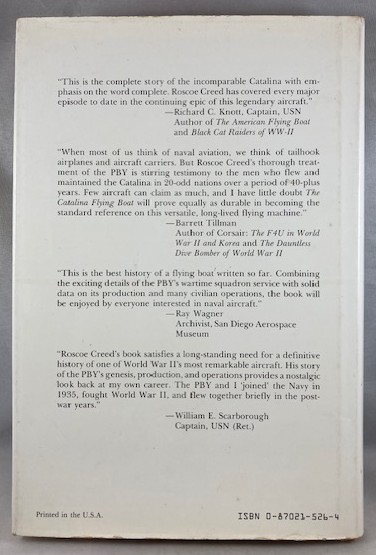 "This is the complete story of the incomparable Catalina with em-
phasis on the word complete. Roscoe Creed has covered every major
episode to date in the continuing epic of this legendary aircraft."
—Richard C. Knott, Captain, USN
Author of The American Flying Boat
and Black Cat Raiders of WW-II
"When most of us think of naval aviation, we think of tailhook
airplanes and aircraft carriers. But Roscoe Creed's thorough treat-
ment of the PBY is stirring testimony to the men who flew and
maintained the Catalina in 20-odd nations over a period of 40-plus
years. Few aircraft can claim as much, and I have little doubt The
Catalina Flying Boat will prove equally as durable in becoming the
standard reference on this versatile, long-lived flying machine."
—Barrett Tillman
Author of Corsair: The F4U in World
War II and Korea and The Dauntless
Dive Bomber of World War II
"This is the best history of a flying boat written so far. Combining
the exciting details of the PBY's wartime squadron service with solid
data on its production and many civilian operations, the book will
be enjoyed by everyone interested in naval aircraft."
—Ray Wagner
Archivist, San Diego Aerospace
Museum
"Roscoe Creed's book satisfies a long-standing need for a definitive
history of one of World War II's most remarkable aircraft. His story
of the PBY's genesis, production, and operations provides a nostalgic
look back at my own career. The PBY and I 'joined' the Navy in
1935, fought World War II, and flew together briefly in the post-
war years."
—William E. Scarborough
Captain, USN (Ret.)
Printed in the U.S.A.
ISBN 0-87021-526-4